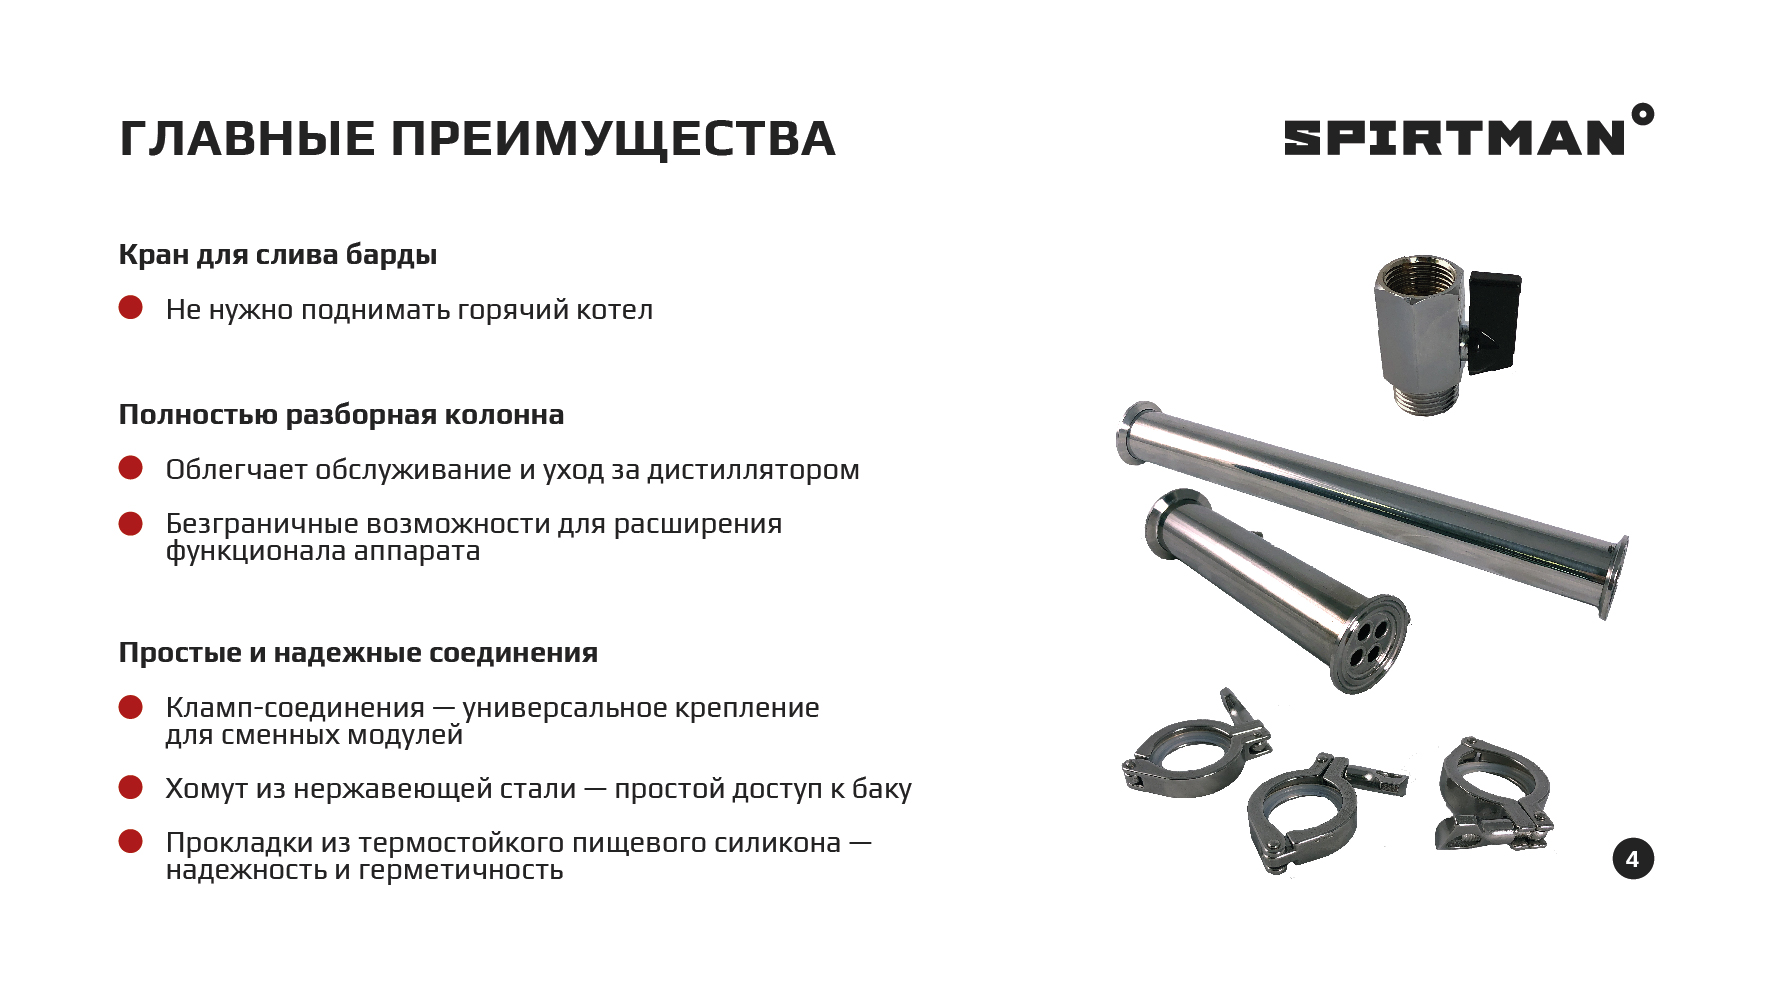 ГЛАВНЫЕ ПРЕИМУЩЕСТВА
SPIRTMAN°
Кран для слива барды
Не нужно поднимать горячий котел
Полностью разборная колонна
Облегчает обслуживание и уход за дистиллятором
Безграничные возможности для расширения
функционала аппарата
Простые и надежные соединения
Кламп-соединения — универсальное крепление
для сменных модулей
Хомут из нержавеющей стали — простой доступ к баку
Прокладки из термостойкого пищевого силикона —
надежность и герметичность
4